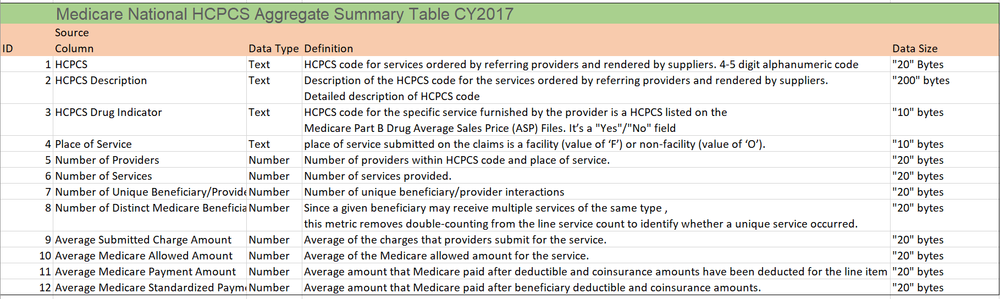 Medicare National HCPCS Aggregate Summary Table CY2017
ID Source Column Data Type Definition Data Size
1 HCPCS Text HCPCS code for services ordered by referring providers and rendered by suppliers. 4-5 digit alphanumeric code "20" Bytes
2 HCPCS Description Text Description of the HCPCS code for the services ordered by referring providers and rendered by suppliers. "200" bytes
Detailed description of HCPCS code
3 HCPCS Drug Indicator Text HCPCS code for the specific service furnished by the provider is a HCPCS listed on the "10" bytes
Medicare Part B Drug Average Sales Price (ASP) Files. It’s a "Yes"/"No" field
4 Place of Service Text place of service submitted on the claims is a facility (value of ‘F’) or non-facility (value of ‘O’). "10" bytes
5 Number of Providers Number Number of providers within HCPCS code and place of service. "20" bytes
6 Number of Services Number Number of services provided. "20" bytes
7 Number of Unique Beneficiary/Provide Number Number of unique beneficiary/provider interactions "20" bytes
8 Number of Distinct Medicare Beneficia Number Since a given beneficiary may receive multiple services of the same type , "20" bytes
this metric removes double-counting from the line service count to identify whether a unique service occurred.
9 Average Submitted Charge Amount Number Average of the charges that providers submit for the service. "20" bytes
10 Average Medicare Allowed Amount Number Average of the Medicare allowed amount for the service. "20" bytes
11 Average Medicare Payment Amount Number Average amount that Medicare paid after deductible and coinsurance amounts have been deducted for the line item "20" bytes
12 Average Medicare Standardized Paym Number Average amount that Medicare paid after beneficiary deductible and coinsurance amounts. "20" bytes